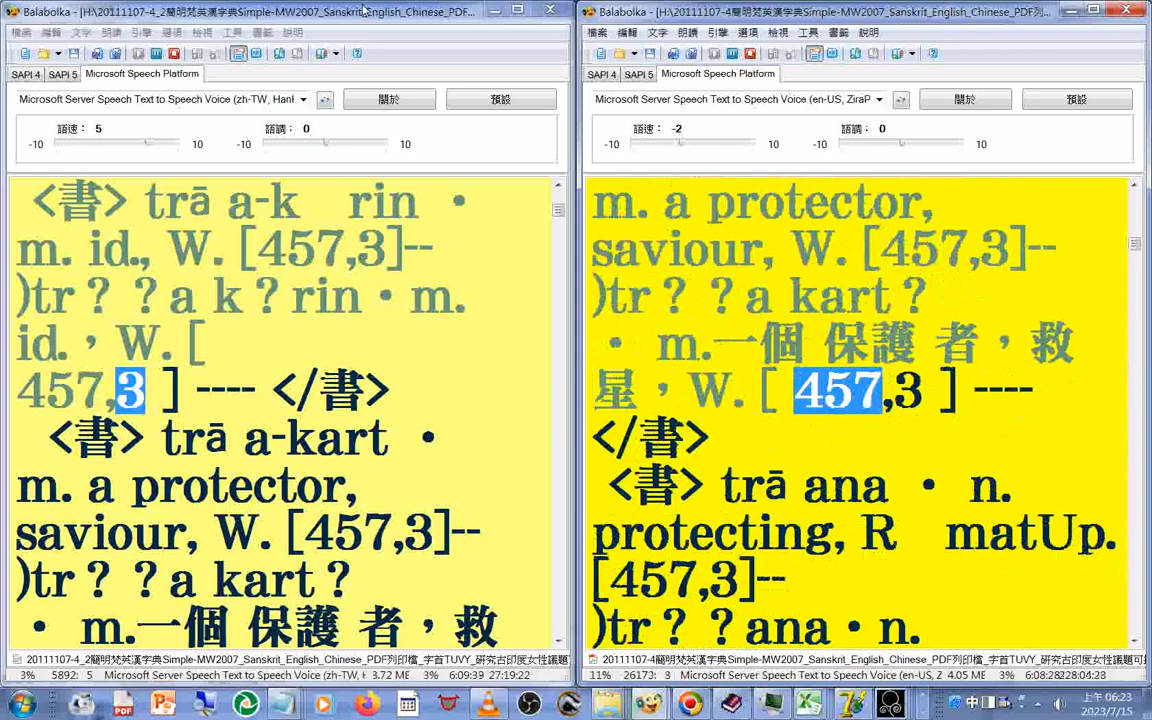 Balabolka - [H:\20111107-4_2簡明梵英漢字典Simple-MW2007_Sanskrit_English_Chinese_PDF...
檔案 編輯 文字 朗讀 引擎 選項 檢視 工具 書籤 說明
SAPI 4 SAPI 5 Microsoft Speech Platform
Microsoft Server Speech Text to Speech Voice (zh-TW, HanH
關於 預設
語速： 5 語調： 0
-10 10 -10 10
<書> trā a-k rin •
m. id., W. [457,3]--
)tr？ ？a k？rin • m.
id.，W. [
457,3 ] ---- </書>
<書> trā a-kart •
m. a protector,
saviour, W. [457,3]--
)tr？ ？a kart？
• m.一個 保護 者，救
20111107-4_2簡明梵英漢字典Simple-MW2007_Sanskrit_English_Chinese_PDF列印檔_字首TUVY_研究古印度女性議題
3% 5892: 5 Microsoft Server Speech Text to Speech Voice (zh-TW, H 3.72 MB 3% 6:09:39 27:19:22
Balabolka - [H:\20111107-4簡明梵英漢字典Simple-MW2007_Sanskrit_English_Chinese_PDF列...
檔案 編輯 文字 朗讀 引擎 選項 檢視 工具 書籤 說明
SAPI 4 SAPI 5 Microsoft Speech Platform
Microsoft Server Speech Text to Speech Voice (en-US, ZiraP
關於 預設
語速： -2 語調： 0
-10 10 -10 10
m. a protector,
saviour, W. [457,3]--
)tr？ ？a kart？
• m.一個 保護 者，救
星，W. [ 457,3 ] ----
</書>
<書> trā ana • n.
protecting, R matUp.
[457,3]--
)tr？ ？ana • n.
20111107-4簡明梵英漢字典Simple-MW2007_Sanskrit_English_Chinese_PDF列印檔_字首TUVY_研究古印度女性議題可
11% 26173: 3 Microsoft Server Speech Text to Speech Voice (en-US, Z 4.05 MB 3%
上午 06:23
2023/7/15